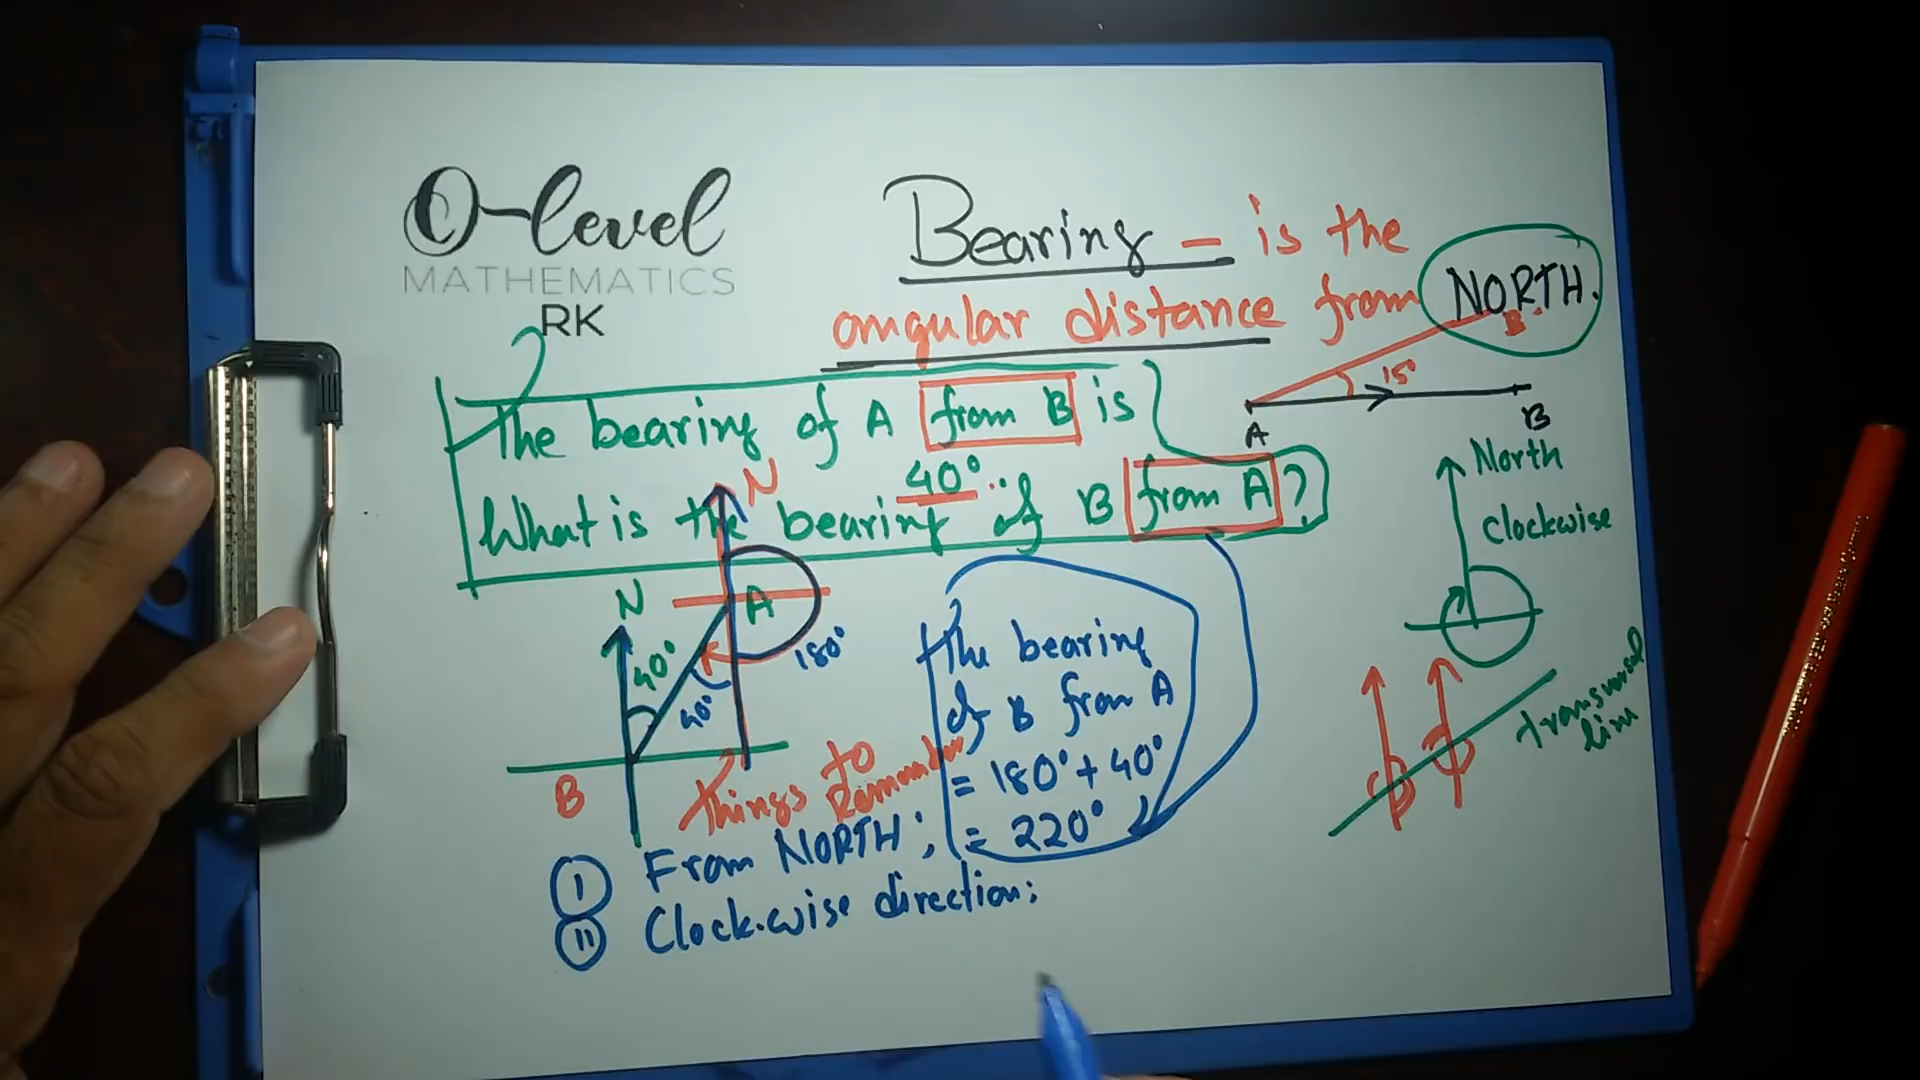 O-level
MATHEMATICS
RK
Bearing - is the
angular distance from NORTH.
B
15°
A
B
The bearing of A from B is
40°
What is the bearing of B from A?
North
Clockwise
N
N
A
40°
180°
40°
B
The bearing
of B from A
= 180° + 40°
= 220°
transversal
line
Things to
Remember
I From NORTH;
II Clock.wise direction;